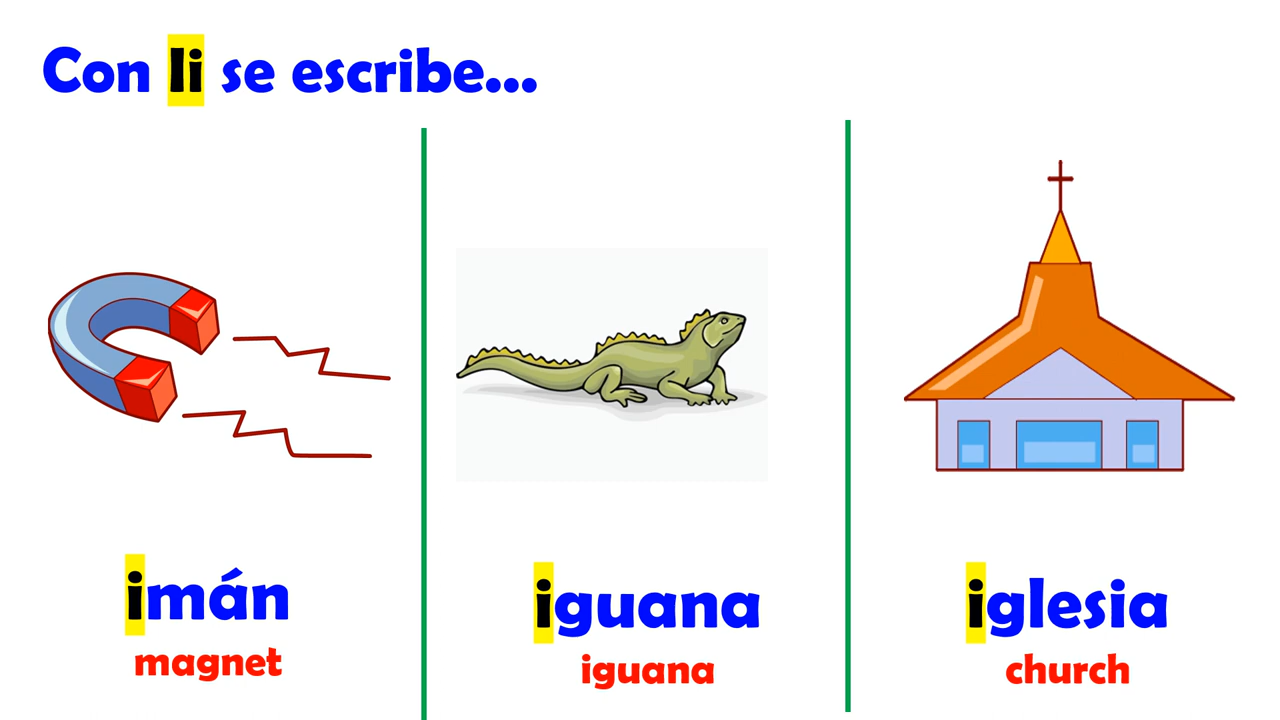 Con Ii se escribe...
imán
magnet
iguana
iguana
iglesia
church